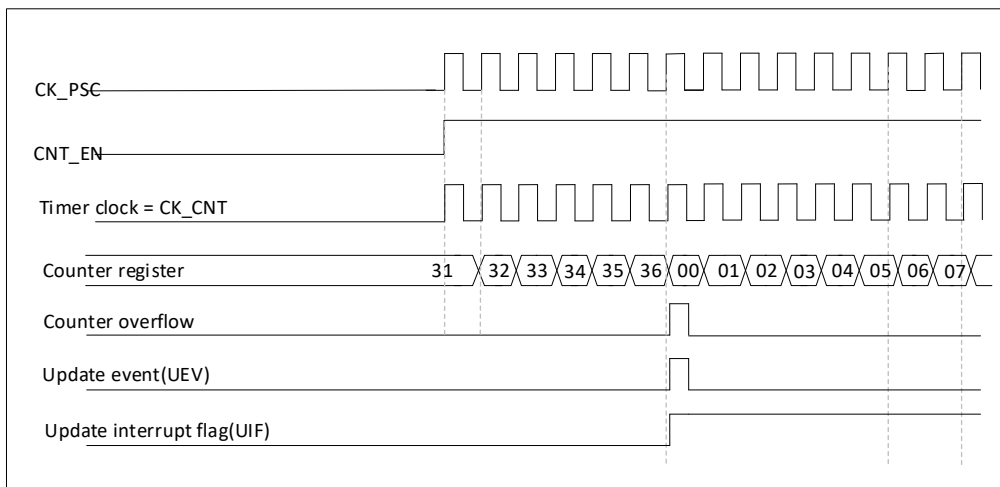 CK_PSC
CNT_EN
Timer clock = CK_CNT
Counter register 31 32 33 34 35 36 00 01 02 03 04 05 06 07
Counter overflow
Update event(UEV)
Update interrupt flag(UIF)